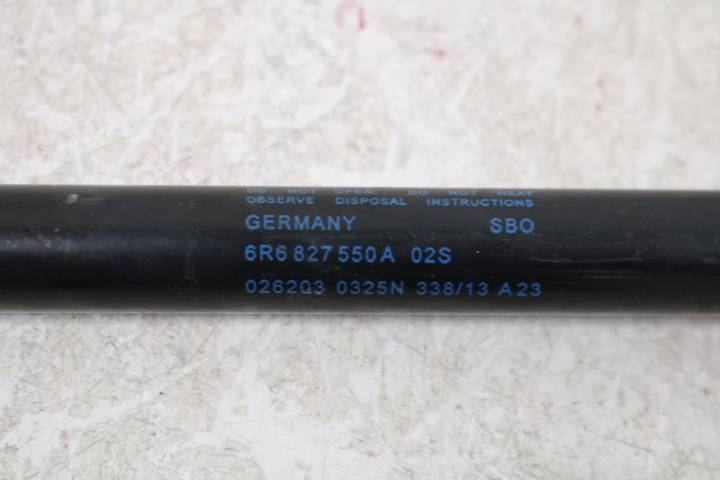 DO NOT OPEN. DO NOT HEAT
OBSERVE DISPOSAL INSTRUCTIONS
GERMANY SBO
6R6 827 550 A 02S
026203 0325N 338/13 A23